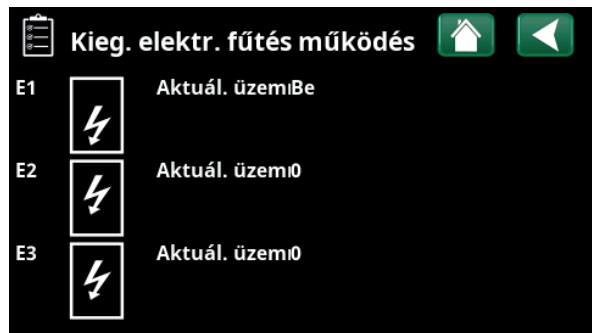 Kieg. elektr. fűtés működés
E1 Aktuál. üzemıBe
E2 Aktuál. üzemı0
E3 Aktuál. üzemı0